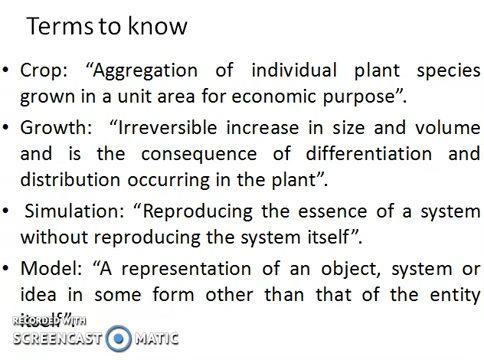 Terms to know
• Crop: “Aggregation of individual plant species
grown in a unit area for economic purpose”.
• Growth: “Irreversible increase in size and volume
and is the consequence of differentiation and
distribution occurring in the plant”.
• Simulation: “Reproducing the essence of a system
without reproducing the system itself”.
• Model: “A representation of an object, system or
idea in some form other than that of the entity
itself”.
RECORDED WITH
SCREENCAST MATIC